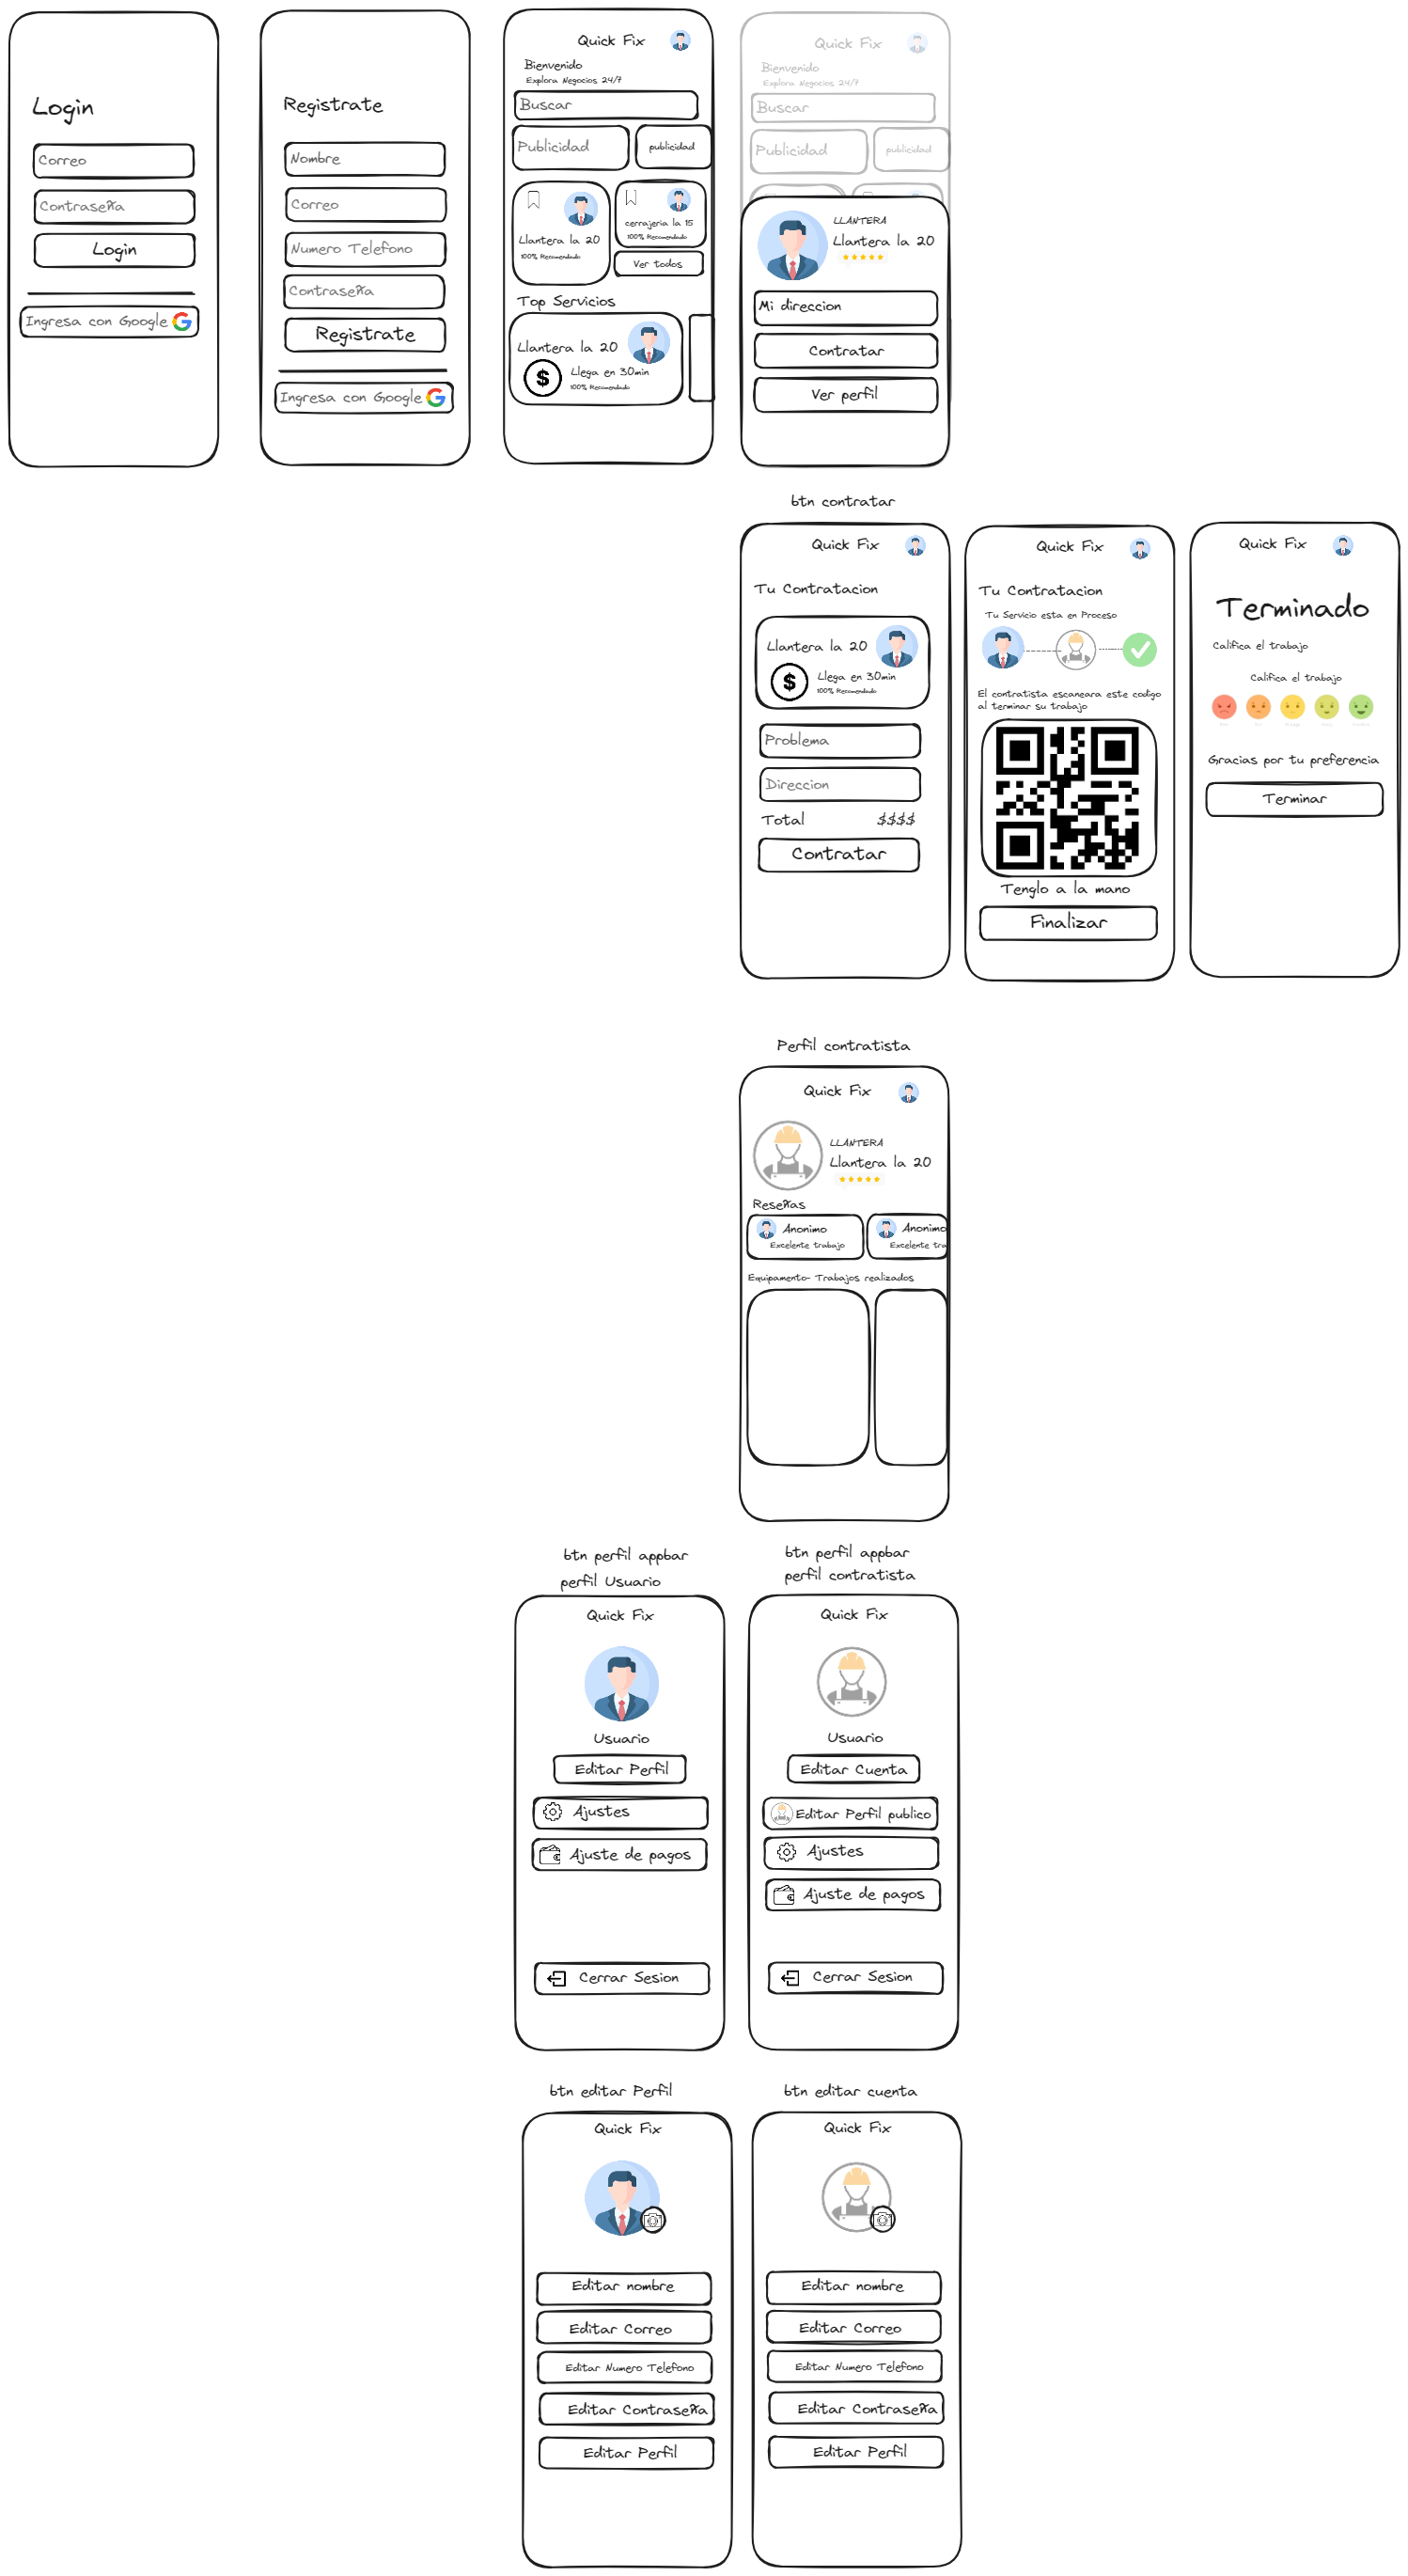 Login
Correo
Contraseña
Login
Ingresa con Google
Registrate
Nombre
Correo
Numero Telefono
Contraseña
Registrate
Ingresa con Google
Quick Fix
Bienvenido
Explora Negocios 24/7
Buscar
Publicidad
publicidad
Llantera la 20
100% Recomendado
cerrajeria la 15
100% Recomendado
Ver todos
Top Servicios
Llantera la 20
$
Llega en 30min
100% Recomendado
Quick Fix
Bienvenido
Explora Negocios 24/7
Buscar
Publicidad
publicidad
LLANTERA
Llantera la 20
Mi direccion
Contratar
Ver perfil
btn contratar
Quick Fix
Tu Contratacion
Llantera la 20
$
Llega en 30min
100% Recomendado
Problema
Direccion
Total $$$$
Contratar
Quick Fix
Tu Contratacion
Tu Servicio esta en Proceso
El contratista escaneara este codigo
al terminar su trabajo
Tenglo a la mano
Finalizar
Quick Fix
Terminado
Califica el trabajo
Califica el trabajo
Gracias por tu preferencia
Terminar
Perfil contratista
Quick Fix
LLANTERA
Llantera la 20
Reseñas
Anonimo
Excelente trabajo
Anonimo
Excelente tra
Equipamento- Trabajos realizados
btn perfil appbar
perfil Usuario
Quick Fix
Usuario
Editar Perfil
Ajustes
Ajuste de pagos
Cerrar Sesion
btn perfil appbar
perfil contratista
Quick Fix
Usuario
Editar Cuenta
Editar Perfil publico
Ajustes
Ajuste de pagos
Cerrar Sesion
btn editar Perfil
Quick Fix
Editar nombre
Editar Correo
Editar Numero Telefono
Editar Contraseña
Editar Perfil
btn editar cuenta
Quick Fix
Editar nombre
Editar Correo
Editar Numero Telefono
Editar Contraseña
Editar Perfil